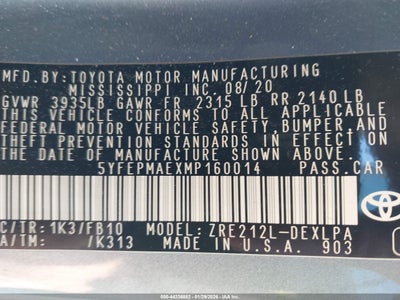 MFD.BY:TOYOTA MOTOR MANUFACTURING
MISSISSIPPI INC. 08/20
GVWR 3935LB GAWR FR 2315 LB RR 2140 LB
THIS VEHICLE CONFORMS TO ALL APPLICABLE
FEDERAL MOTOR VEHICLE SAFETY,BUMPER,AND
THEFT PREVENTION STANDARDS IN EFFECT ON
THE DATE OF MANUFACTURE SHOWN ABOVE.
5YFEPMAEXMP160014 PASS.CAR
C/TR:1K3/FB10 MODEL:ZRE212L-DEXLPA
A/TM: /K313 MADE IN U.S.A. 903
TOYOTA